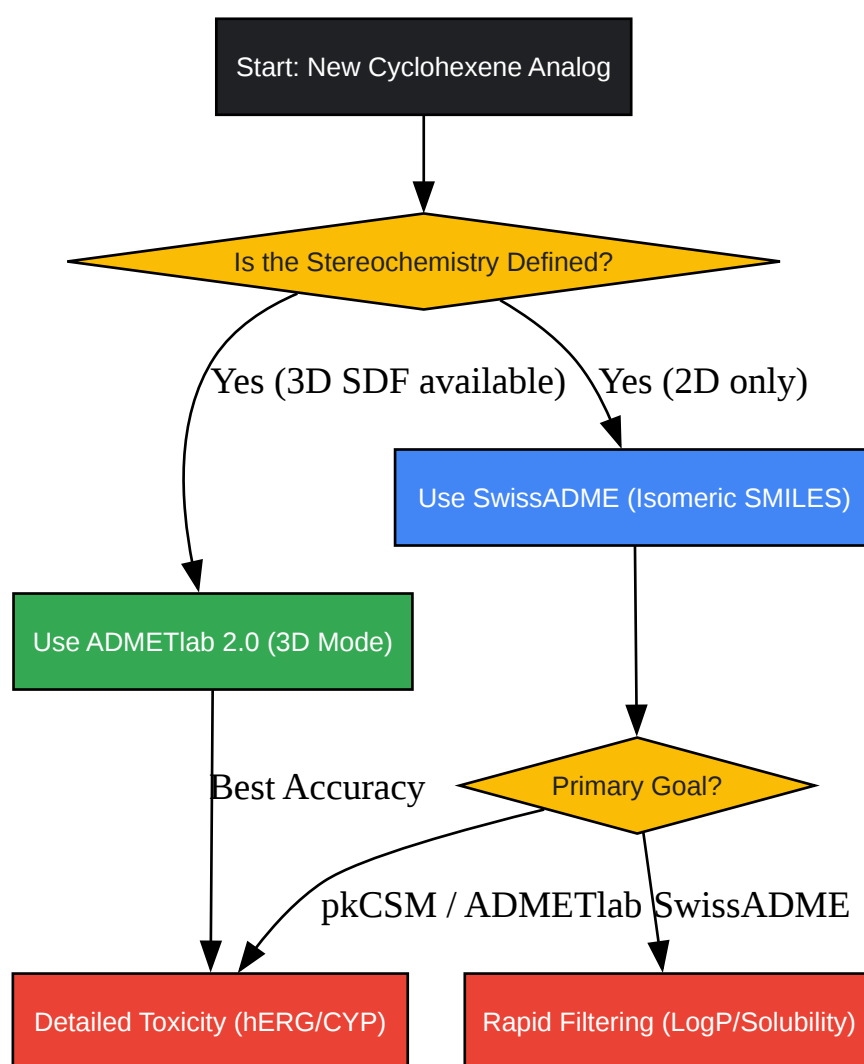 Start: New Cyclohexene Analog
Is the Stereochemistry Defined?
Yes (3D SDF available)
Yes (2D only)
Use SwissADME (Isomeric SMILES)
Use ADMETlab 2.0 (3D Mode)
Best Accuracy
Primary Goal?
pkCSM / ADMETlab
SwissADME
Detailed Toxicity (hERG/CYP)
Rapid Filtering (LogP/Solubility)